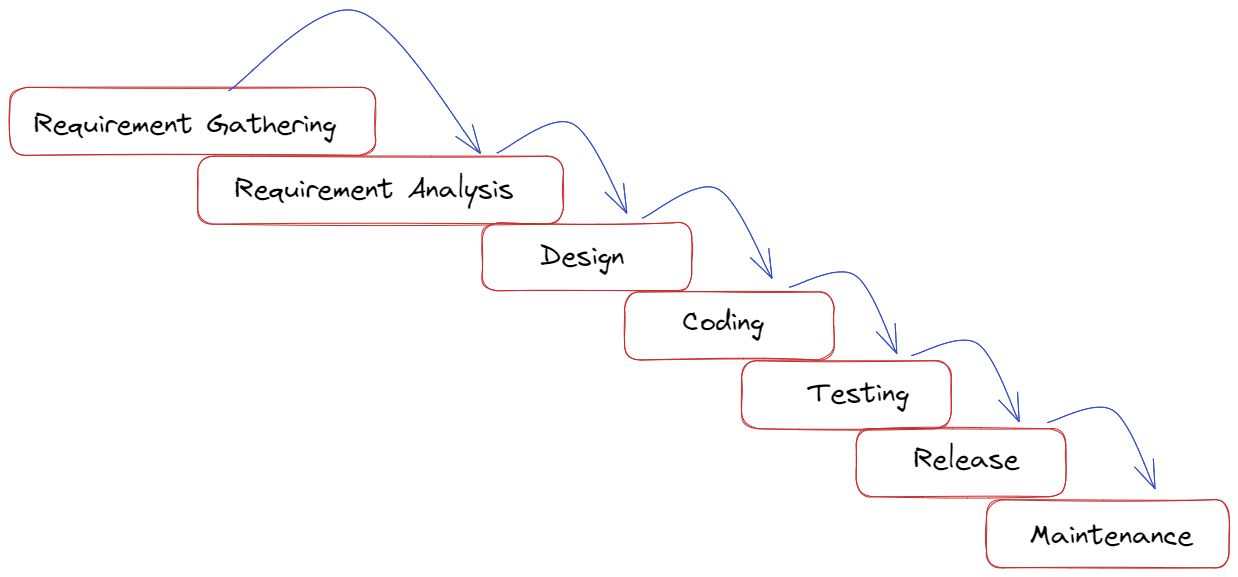 Requirement Gathering
Requirement Analysis
Design
Coding
Testing
Release
Maintenance